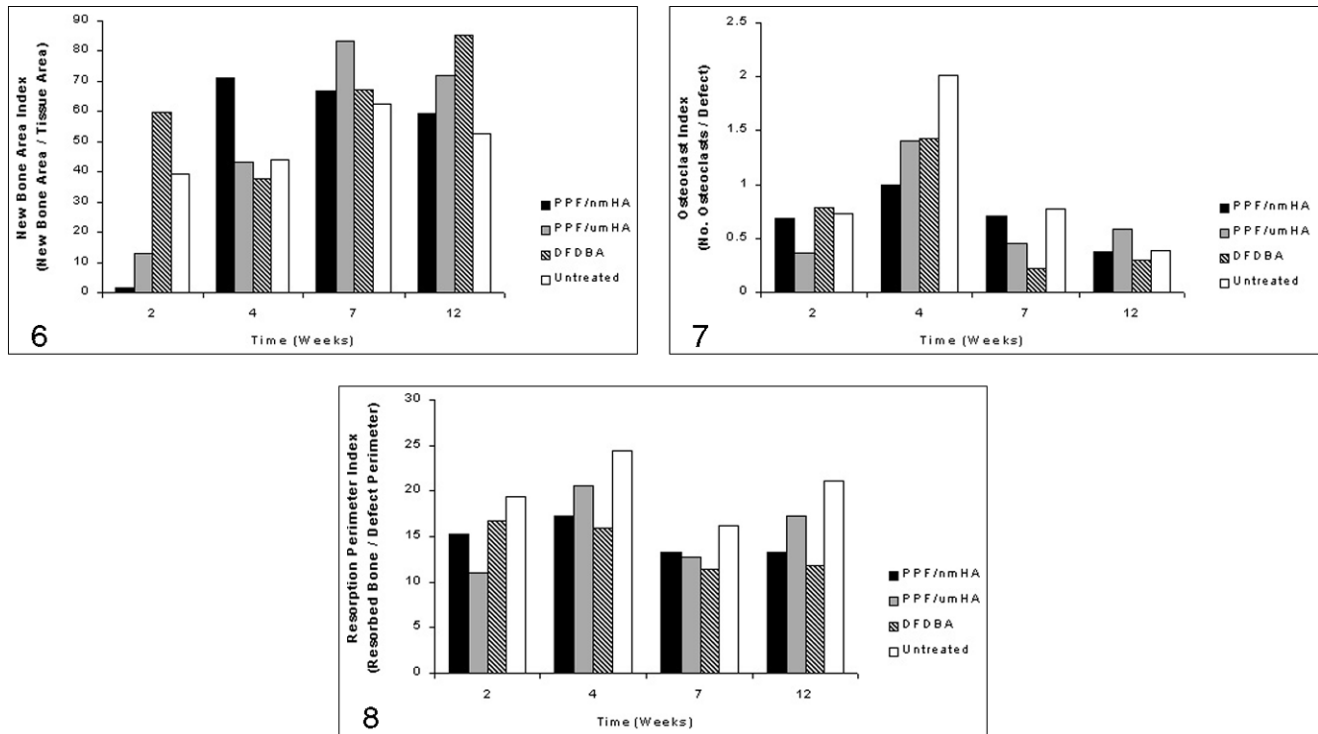 New Bone Area Index
(New Bone Area / Tissue Area)
90
80
70
60
50
40
30
20
10
0
2 4 7 12
Time (Weeks)
PPF/nmHA
PPF/umHA
DFDBA
Untreated
6
Osteoclast Index
(No. Osteoclasts / Defect)
2.5
2
1.5
1
0.5
0
2 4 7 12
Time (Weeks)
PPF/nmHA
PPF/umHA
DFDBA
Untreated
7
Resorption Perimeter Index
(Resorbed Bone / Defect Perimeter)
30
25
20
15
10
5
0
2 4 7 12
Time (Weeks)
PPF/nmHA
PPF/umHA
DFDBA
Untreated
8